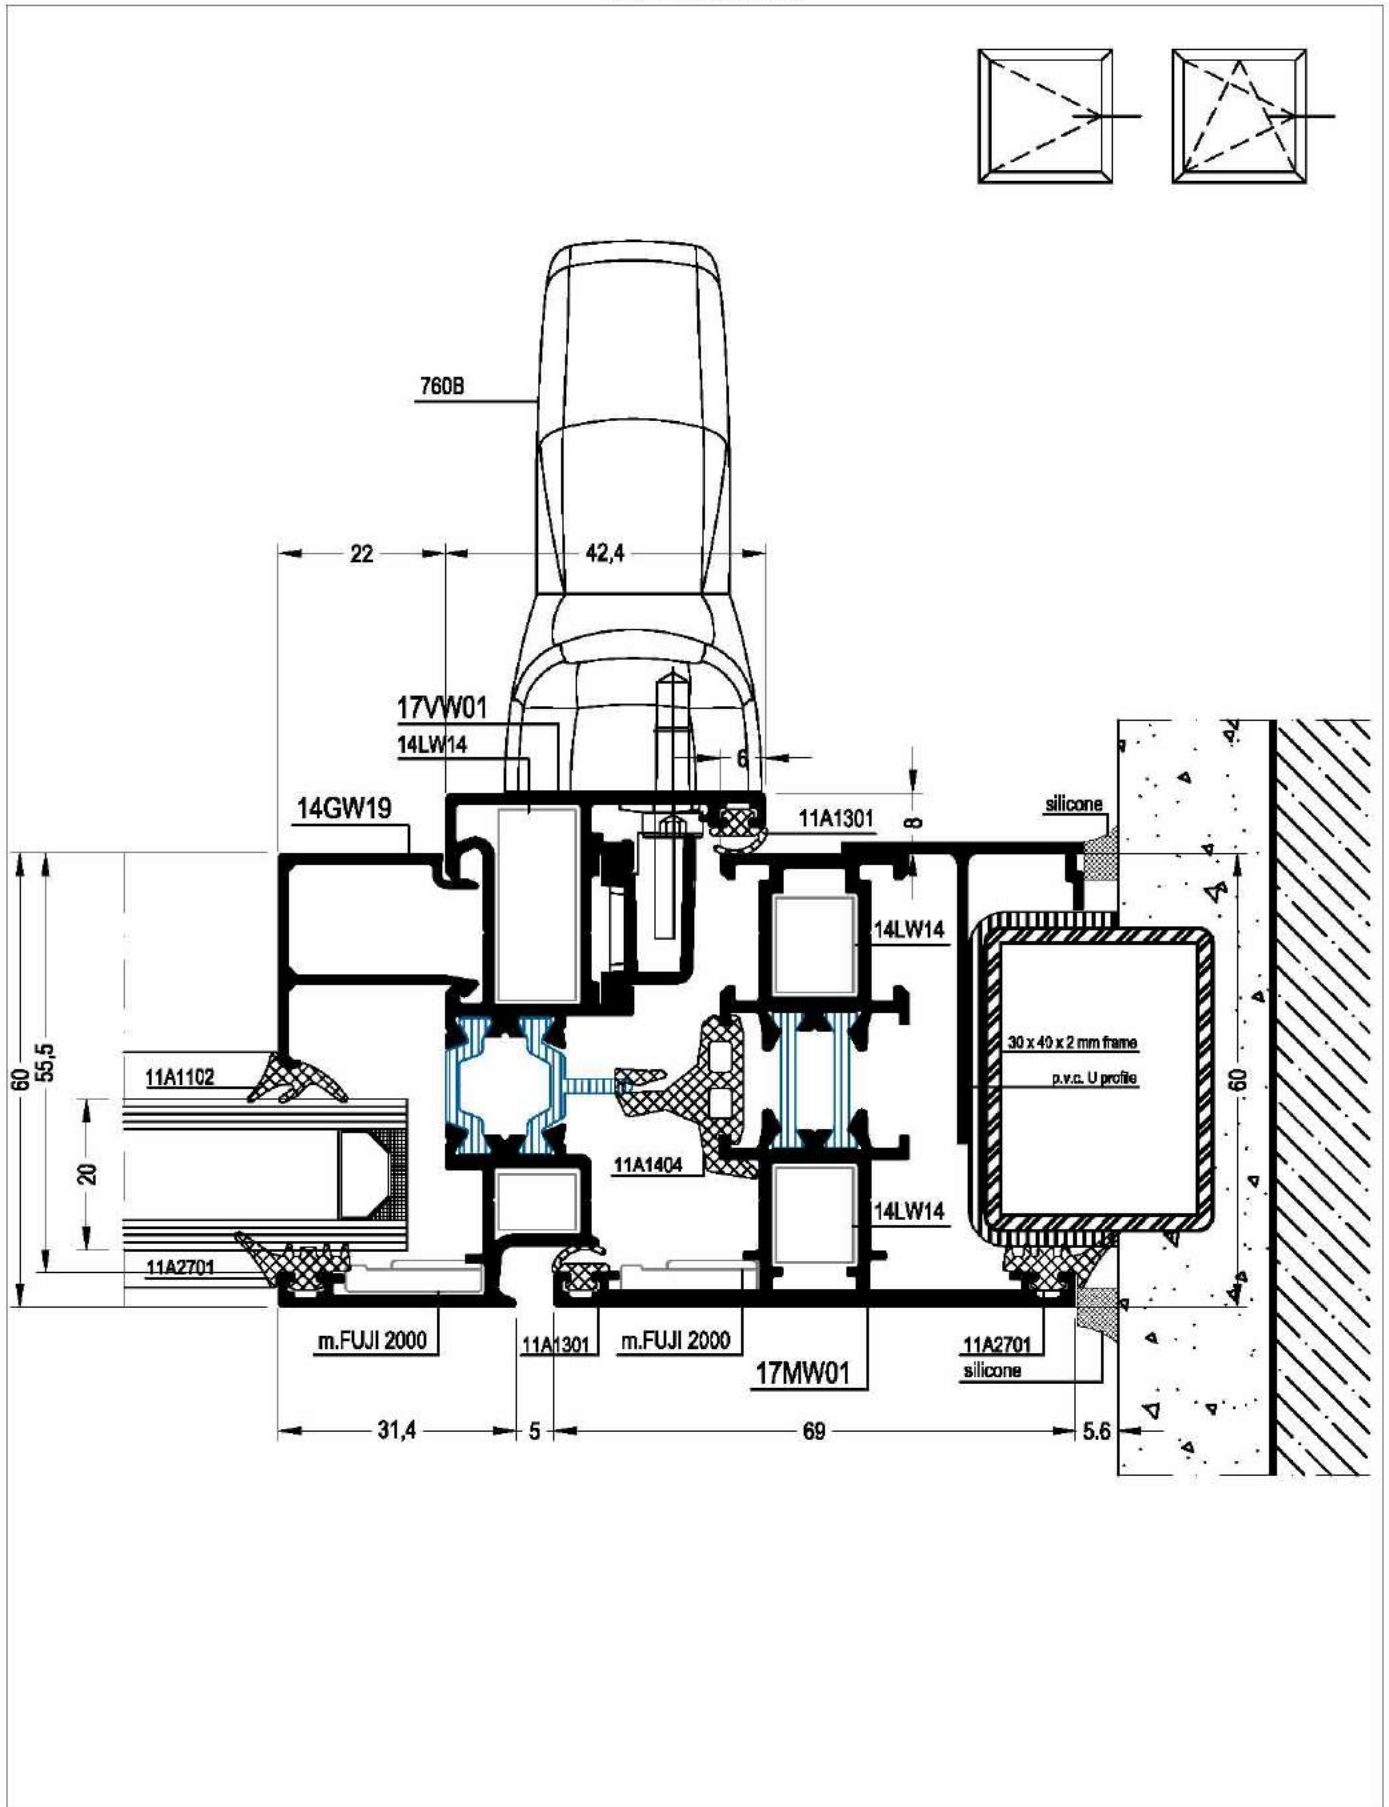 760B
22
42,4
17VW01
14LW14
6
14GW19
11A1301
8
silicone
14LW14
30 x 40 x 2 mm frame
p.v.c. U profile
60
55,5
60
11A1102
20
11A1404
14LW14
11A2701
m.FUJI 2000
11A1301
m.FUJI 2000
17MW01
11A2701
silicone
31,4
5
69
5.6